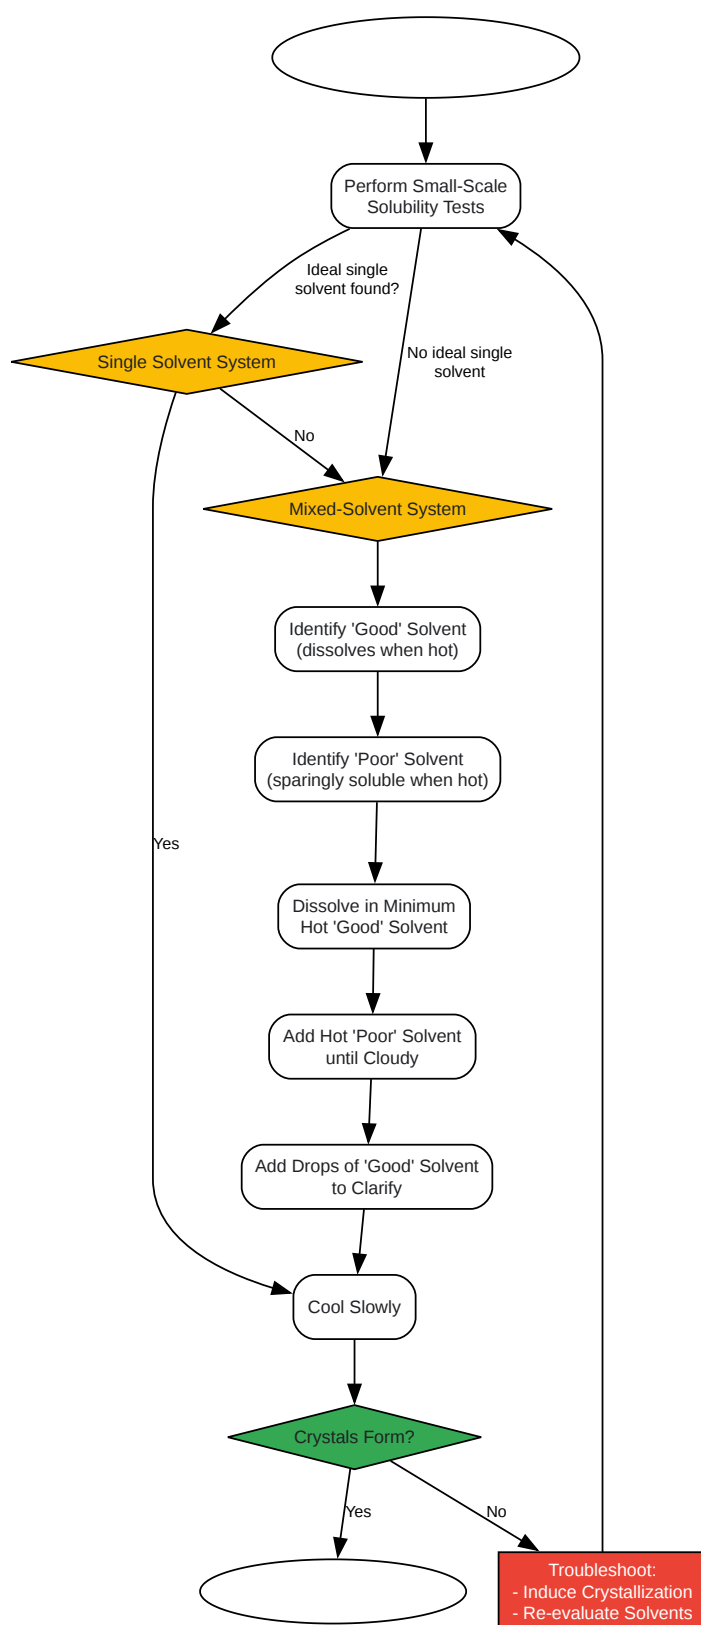 Perform Small-Scale
Solubility Tests
Ideal single
solvent found?
Single Solvent System
No ideal single
solvent
No
Mixed-Solvent System
Identify 'Good' Solvent
(dissolves when hot)
Identify 'Poor' Solvent
(sparingly soluble when hot)
Yes
Dissolve in Minimum
Hot 'Good' Solvent
Add Hot 'Poor' Solvent
until Cloudy
Add Drops of 'Good' Solvent
to Clarify
Cool Slowly
Crystals Form?
Yes
No
Troubleshoot:
- Induce Crystallization
- Re-evaluate Solvents